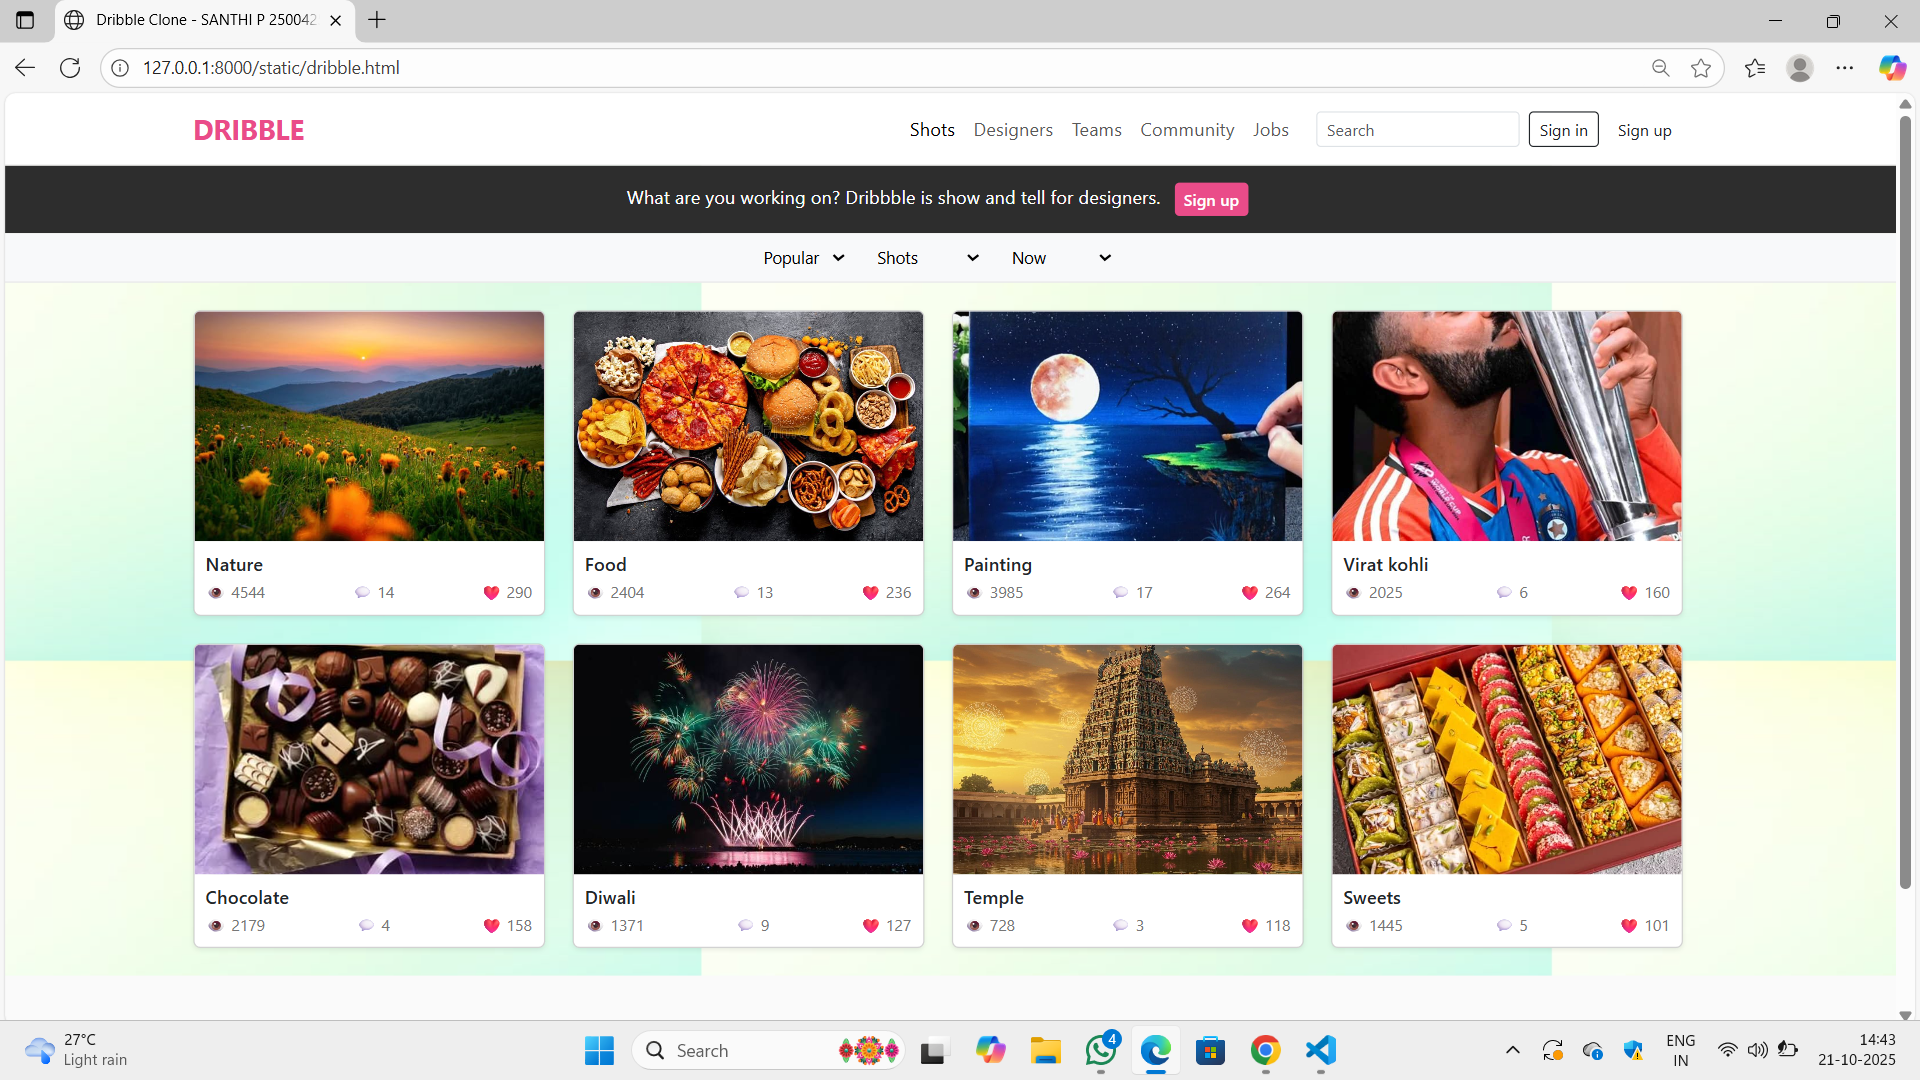 Dribble Clone - SANTHI P 250042
127.0.0.1:8000/static/dribble.html
DRIBBLE
Shots Designers Teams Community Jobs Search Sign in Sign up
What are you working on? Dribbble is show and tell for designers. Sign up
Popular Shots Now
Nature Food Painting Virat kohli
4544 14 290 2404 13 236 3985 17 264 2025 6 160
Chocolate Diwali Temple Sweets
2179 4 158 1371 9 127 728 3 118 1445 5 101
27°C
Light rain
Search
4
ENG
IN
14:43
21-10-2025